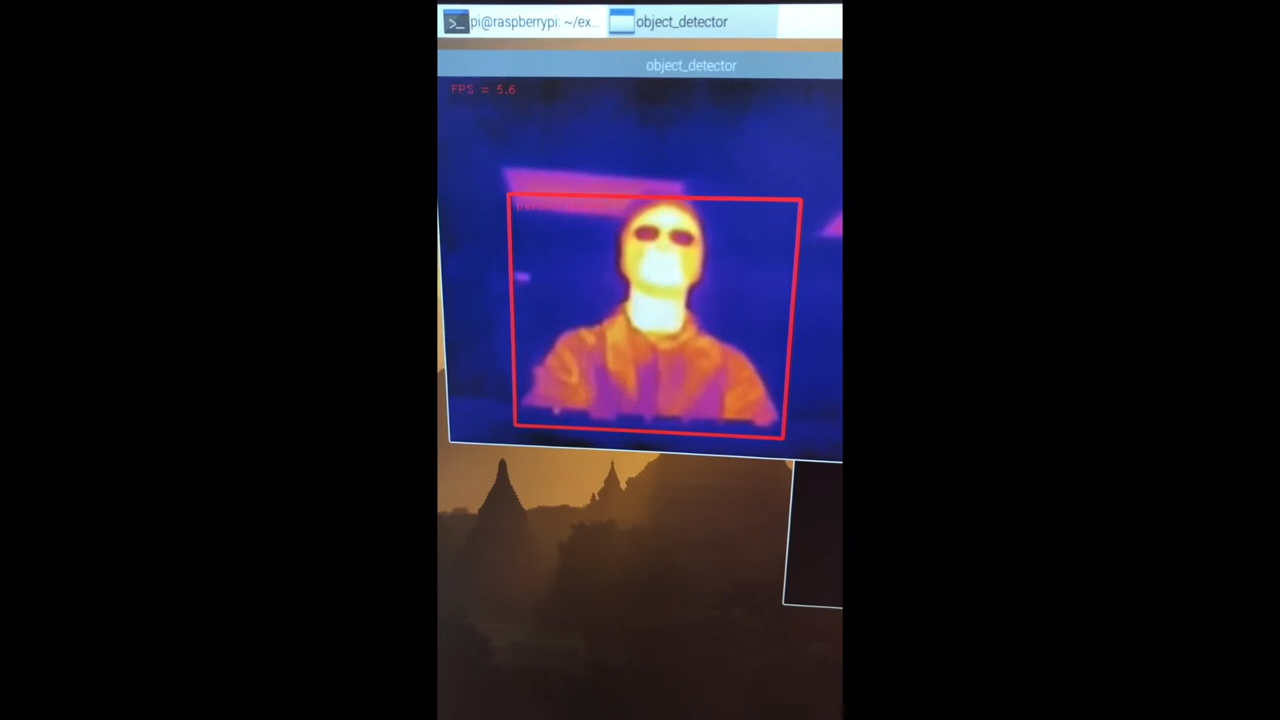 pi@raspberrypi: ~/ex...
object_detector
object_detector
FPS = 5.6